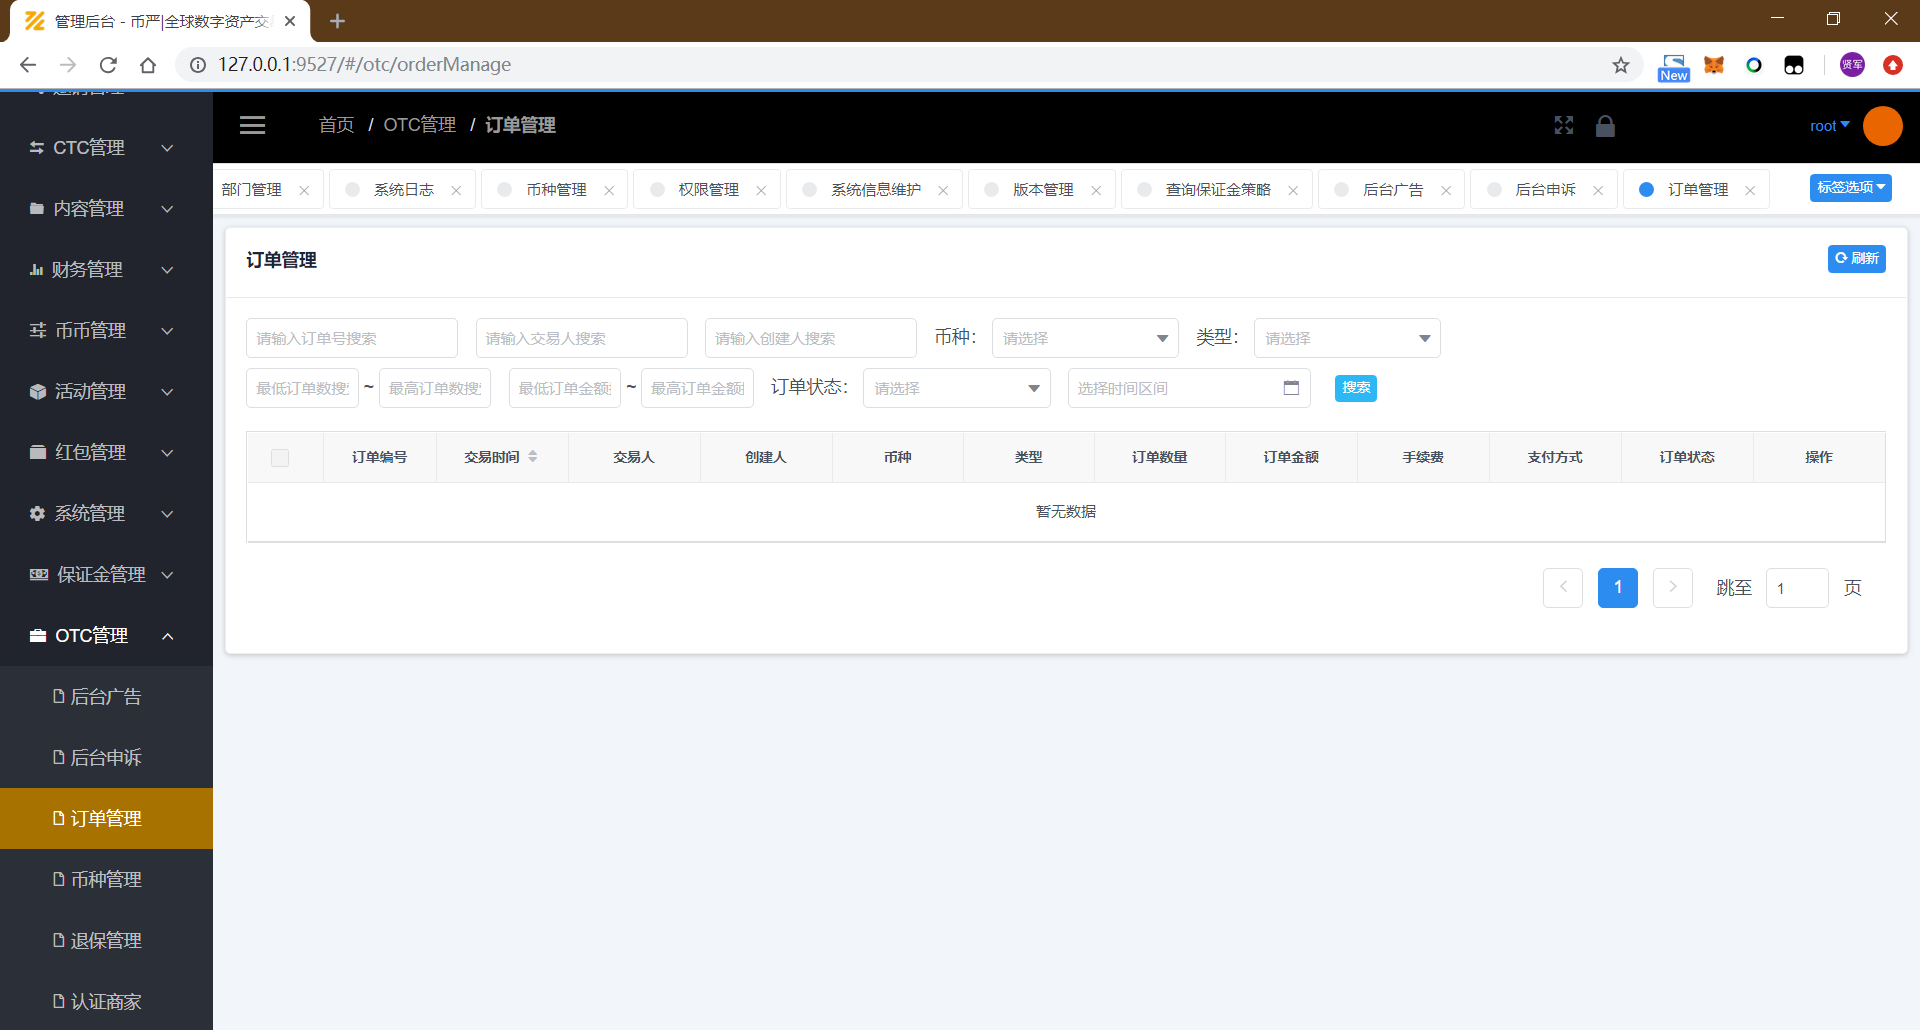 管理后台 - 币严|全球数字资产交
127.0.0.1:9527/#/otc/orderManage
New
贤军
CTC管理
内容管理
财务管理
币币管理
活动管理
红包管理
系统管理
保证金管理
OTC管理
后台广告
后台申诉
订单管理
币种管理
退保管理
认证商家
首页 / OTC管理 / 订单管理
root
部门管理
系统日志
币种管理
权限管理
系统信息维护
版本管理
查询保证金策略
后台广告
后台申诉
订单管理
标签选项
订单管理
刷新
请输入订单号搜索
请输入交易人搜索
请输入创建人搜索
币种：
请选择
类型：
请选择
最低订单数搜
~
最高订单数搜
最低订单金额
~
最高订单金额
订单状态：
请选择
选择时间区间
搜索
订单编号
交易时间
交易人
创建人
币种
类型
订单数量
订单金额
手续费
支付方式
订单状态
操作
暂无数据
1
跳至
1
页